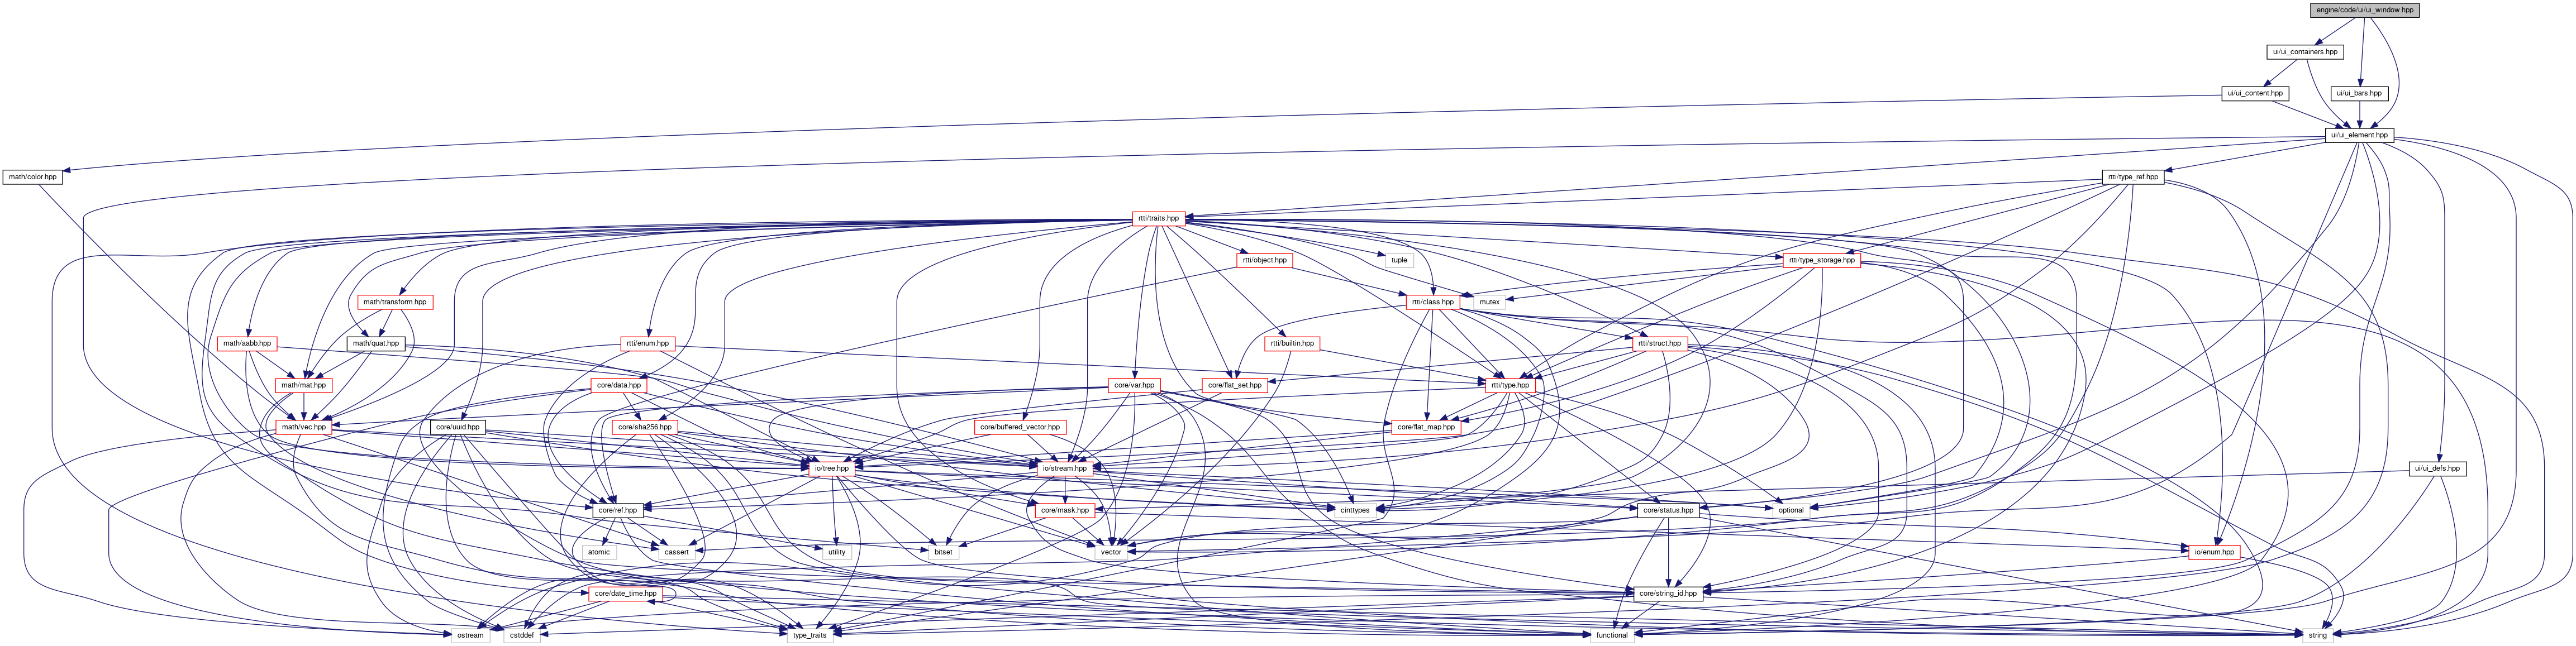 engine/code/ui/ui_window.hpp
ui/ui_containers.hpp
ui/ui_content.hpp
ui/ui_bars.hpp
ui/ui_element.hpp
math/color.hpp
rtti/type_ref.hpp
rtti/traits.hpp
rtti/object.hpp
tuple
rtti/type_storage.hpp
math/transform.hpp
rtti/class.hpp
mutex
math/aabb.hpp
math/quat.hpp
rtti/enum.hpp
rtti/builtin.hpp
rtti/struct.hpp
math/mat.hpp
core/data.hpp
core/var.hpp
core/flat_set.hpp
rtti/type.hpp
math/vec.hpp
core/uuid.hpp
core/sha256.hpp
core/buffered_vector.hpp
core/flat_map.hpp
io/tree.hpp
io/stream.hpp
ui/ui_defs.hpp
core/ref.hpp
core/mask.hpp
cinttypes
core/status.hpp
optional
atomic
cassert
utility
bitset
vector
io/enum.hpp
core/date_time.hpp
core/string_id.hpp
ostream
cstddef
type_traits
functional
string